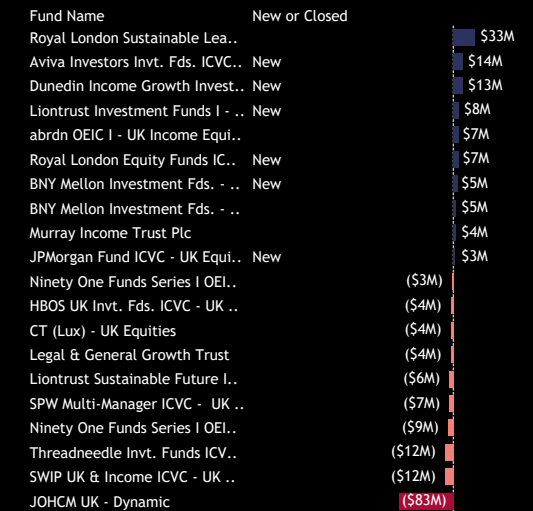 Fund Name New or Closed
Royal London Sustainable Lea.. $33M
Aviva Investors Invt. Fds. ICVC.. New $14M
Dunedin Income Growth Invest.. New $13M
Liontrust Investment Funds I - .. New $8M
abrdn OEIC I - UK Income Equi.. $7M
Royal London Equity Funds IC.. New $7M
BNY Mellon Investment Fds. - .. New $5M
BNY Mellon Investment Fds. - .. $5M
Murray Income Trust Plc $4M
JPMorgan Fund ICVC - UK Equi.. New $3M
Ninety One Funds Series I OEI.. ($3M)
HBOS UK Invt. Fds. ICVC - UK .. ($4M)
CT (Lux) - UK Equities ($4M)
Legal & General Growth Trust ($4M)
Liontrust Sustainable Future I.. ($6M)
SPW Multi-Manager ICVC - UK .. ($7M)
Ninety One Funds Series I OEI.. ($9M)
Threadneedle Invt. Funds ICV.. ($12M)
SWIP UK & Income ICVC - UK .. ($12M)
JOHCM UK - Dynamic ($83M)